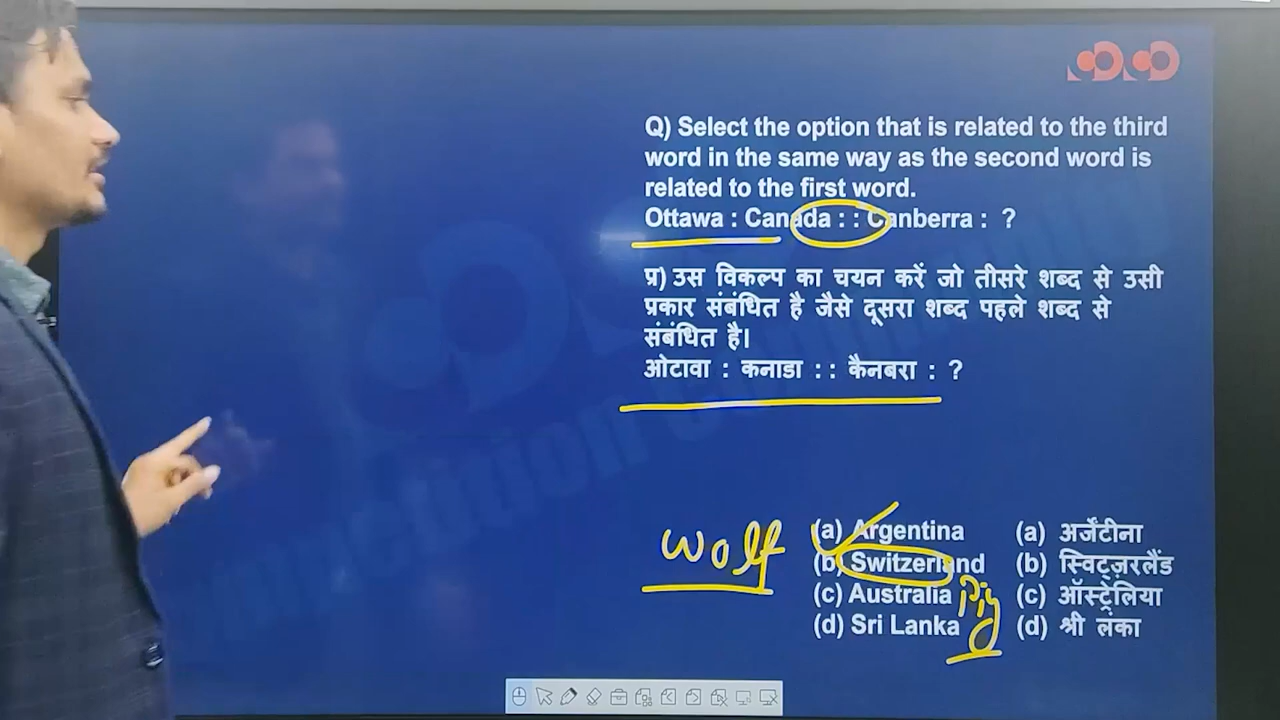 Q) Select the option that is related to the third
word in the same way as the second word is
related to the first word.
Ottawa : Canada : : Canberra : ?
प्र) उस विकल्प का चयन करें जो तीसरे शब्द से उसी
प्रकार संबंधित है जैसे दूसरा शब्द पहले शब्द से
संबंधित है।
ओटावा : कनाडा : : कैनबरा : ?
wolf
(a) Argentina (a) अर्जेंटीना
(b) Switzerland (b) स्विट्ज़रलैंड
(c) Australia (c) ऑस्ट्रेलिया
Pig
(d) Sri Lanka (d) श्री लंका